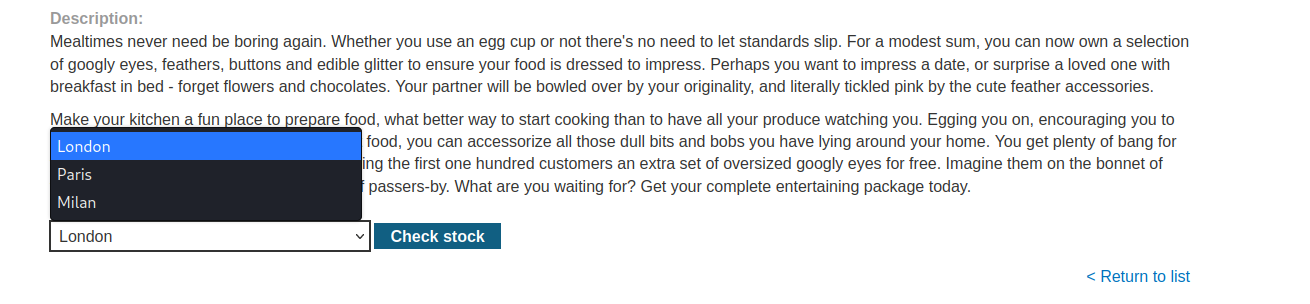 Description:
Mealtimes never need be boring again. Whether you use an egg cup or not there's no need to let standards slip. For a modest sum, you can now own a selection
of googly eyes, feathers, buttons and edible glitter to ensure your food is dressed to impress. Perhaps you want to impress a date, or surprise a loved one with
breakfast in bed - forget flowers and chocolates. Your partner will be bowled over by your originality, and literally tickled pink by the cute feather accessories.
Make your kitchen a fun place to prepare food, what better way to start cooking than to have all your produce watching you. Egging you on, encouraging you to
food, you can accessorize all those dull bits and bobs you have lying around your home. You get plenty of bang for
London
ing the first one hundred customers an extra set of oversized googly eyes for free. Imagine them on the bonnet of
Paris
passers-by. What are you waiting for? Get your complete entertaining package today.
Milan
London
Check stock
< Return to list